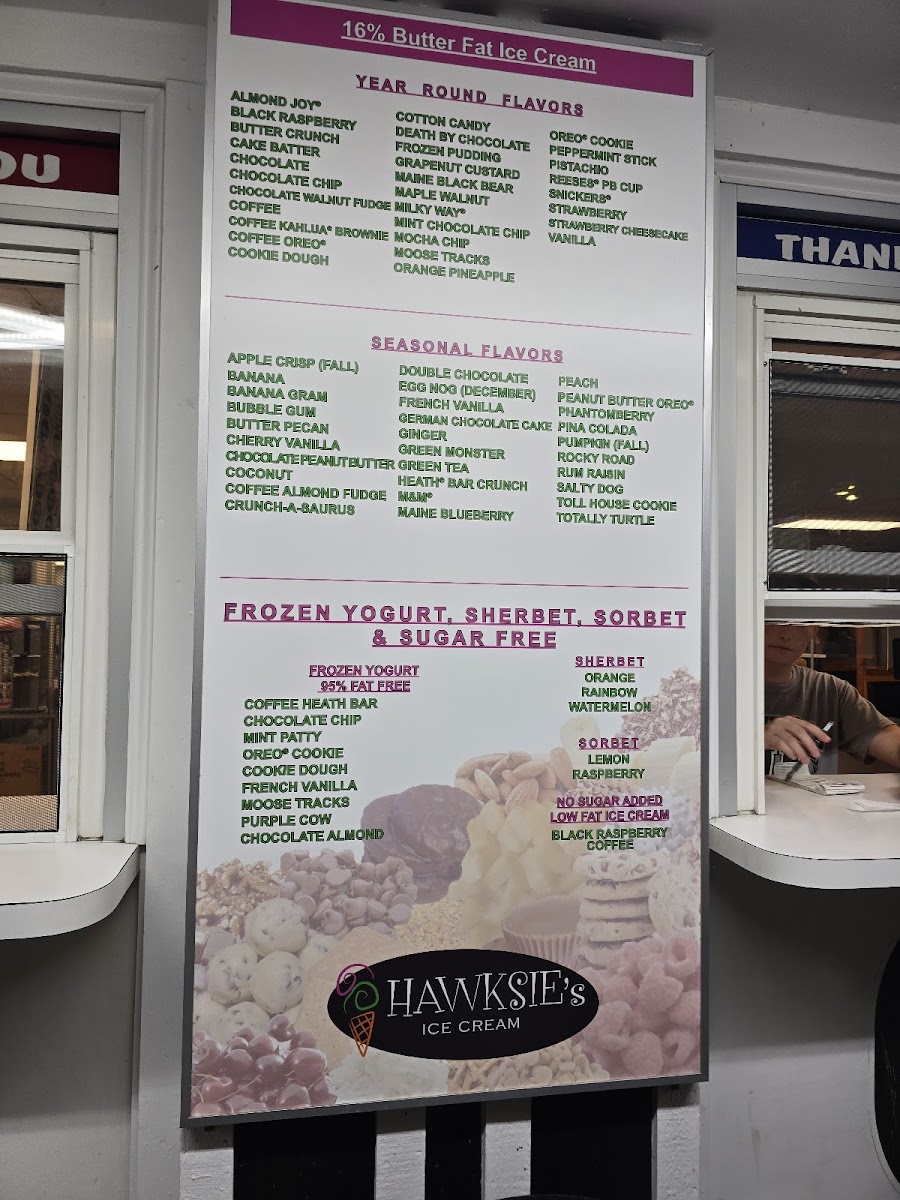 16% Butter Fat Ice Cream
YEAR ROUND FLAVORS
ALMOND JOY®
BLACK RASPBERRY
BUTTER CRUNCH
CAKE BATTER
CHOCOLATE
CHOCOLATE CHIP
CHOCOLATE WALNUT FUDGE
COFFEE
COFFEE KAHLUA® BROWNIE
COFFEE OREO®
COOKIE DOUGH
COTTON CANDY
DEATH BY CHOCOLATE
FROZEN PUDDING
GRAPENUT CUSTARD
MAINE BLACK BEAR
MAPLE WALNUT
MILKY WAY®
MINT CHOCOLATE CHIP
MOCHA CHIP
MOOSE TRACKS
ORANGE PINEAPPLE
OREO® COOKIE
PEPPERMINT STICK
PISTACHIO
REESES® PB CUP
SNICKERS®
STRAWBERRY
STRAWBERRY CHEESECAKE
VANILLA
SEASONAL FLAVORS
APPLE CRISP (FALL)
BANANA
BANANA GRAM
BUBBLE GUM
BUTTER PECAN
CHERRY VANILLA
CHOCOLATE PEANUT BUTTER
COCONUT
COFFEE ALMOND FUDGE
CRUNCH-A-SAURUS
DOUBLE CHOCOLATE
EGG NOG (DECEMBER)
FRENCH VANILLA
GERMAN CHOCOLATE CAKE
GINGER
GREEN MONSTER
GREEN TEA
HEATH® BAR CRUNCH
M&M®
MAINE BLUEBERRY
PEACH
PEANUT BUTTER OREO®
PHANTOMBERRY
PINA COLADA
PUMPKIN (FALL)
ROCKY ROAD
RUM RAISIN
SALTY DOG
TOLL HOUSE COOKIE
TOTALLY TURTLE
FROZEN YOGURT, SHERBET, SORBET
& SUGAR FREE
FROZEN YOGURT
95% FAT FREE
COFFEE HEATH BAR
CHOCOLATE CHIP
MINT PATTY
OREO® COOKIE
COOKIE DOUGH
FRENCH VANILLA
MOOSE TRACKS
PURPLE COW
CHOCOLATE ALMOND
SHERBET
ORANGE
RAINBOW
WATERMELON
SORBET
LEMON
RASPBERRY
NO SUGAR ADDED
LOW FAT ICE CREAM
BLACK RASPBERRY
COFFEE
HAWKSIE's
ICE CREAM
OU
THAN